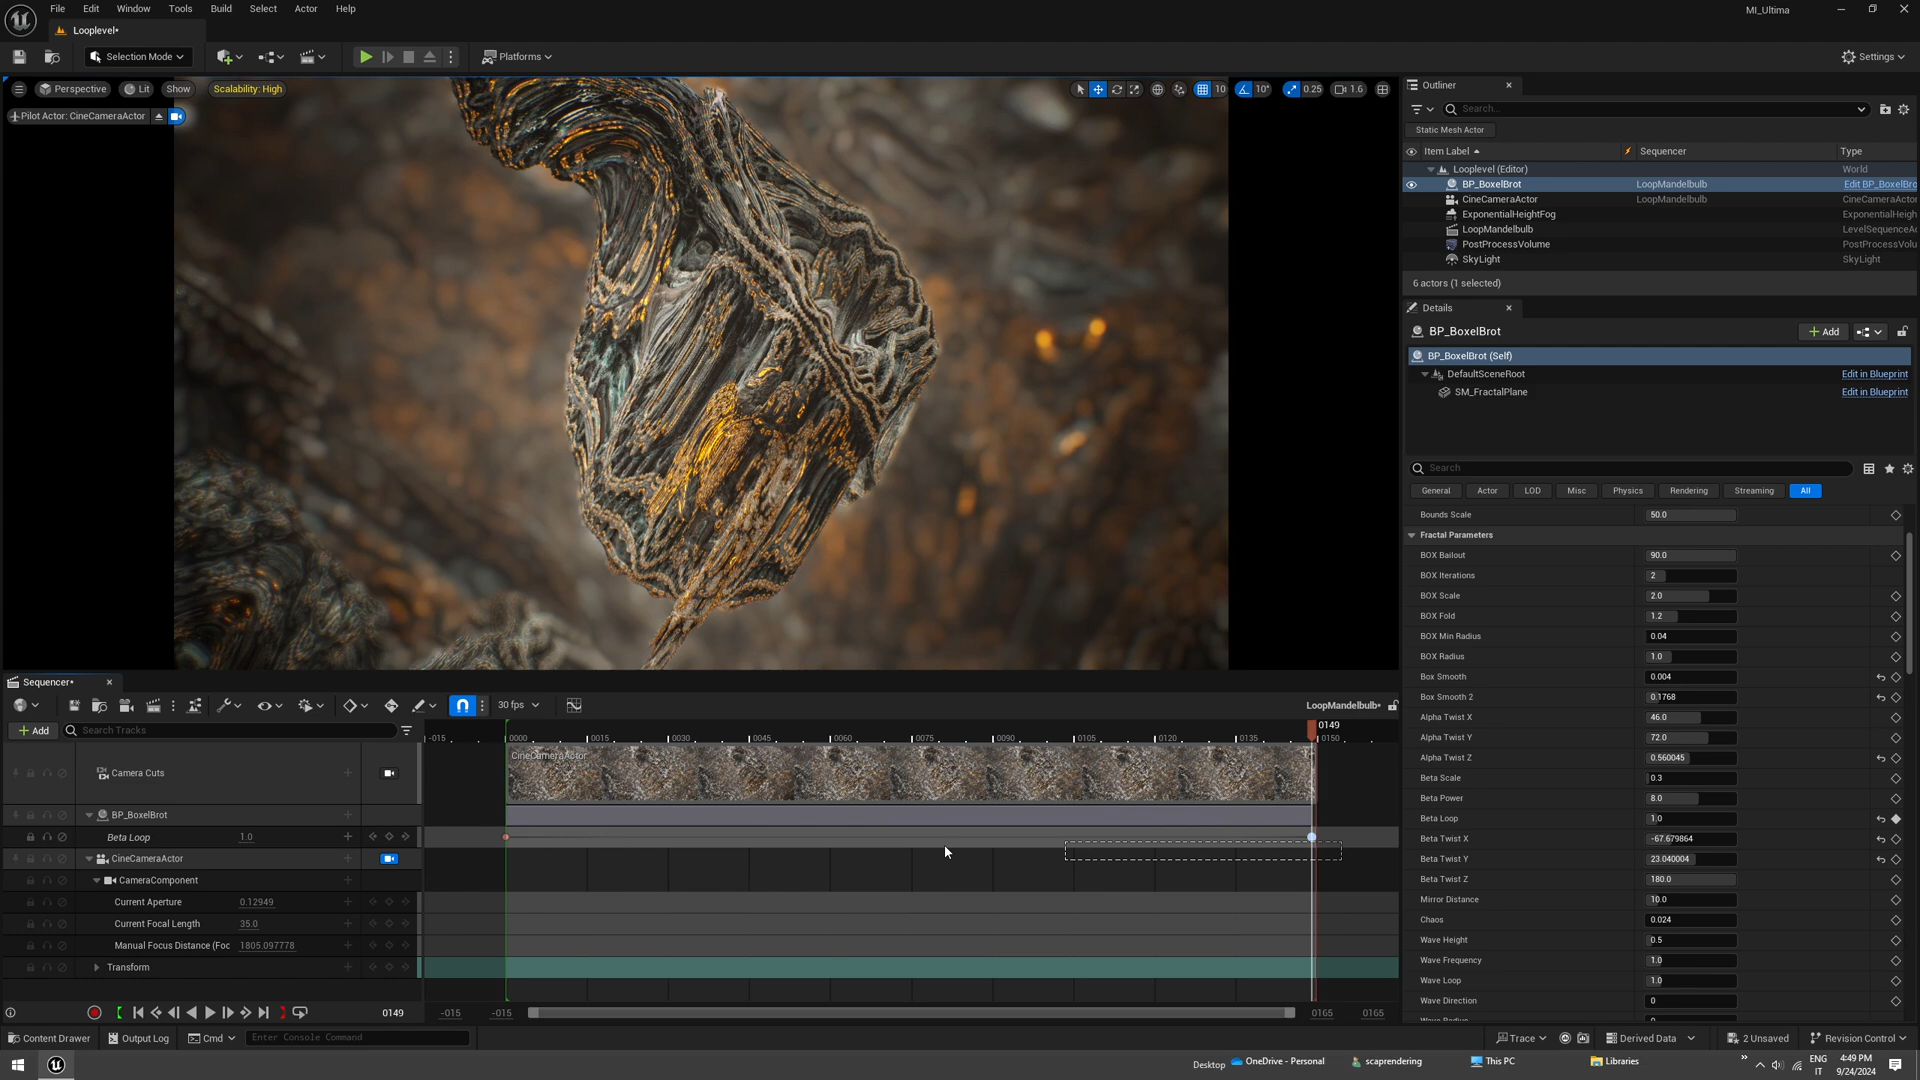 File Edit Window Tools Build Select Actor Help
MI_Ultima
Looplevel•
Selection Mode
Platforms
Settings
Perspective Lit Show Scalability: High
10 10° 0.25 1.6
Pilot Actor: CineCameraActor
Outliner
Search...
Static Mesh Actor
Item Label Sequencer Type
Looplevel (Editor) World
BP_BoxelBrot LoopMandelbulb Edit BP_BoxelBro
CineCameraActor LoopMandelbulb CineCameraActor
ExponentialHeightFog ExponentialHeigh
LoopMandelbulb LevelSequenceAc
PostProcessVolume PostProcessVolu
SkyLight SkyLight
6 actors (1 selected)
Details
BP_BoxelBrot
Add
BP_BoxelBrot (Self)
DefaultSceneRoot Edit in Blueprint
SM_FractalPlane Edit in Blueprint
Search
General Actor LOD Misc Physics Rendering Streaming All
Bounds Scale 50.0
Fractal Parameters
BOX Bailout 90.0
BOX Iterations 2
BOX Scale 2.0
BOX Fold 1.2
BOX Min Radius 0.04
BOX Radius 1.0
Box Smooth 0.004
Box Smooth 2 0.1768
Alpha Twist X 46.0
Alpha Twist Y 72.0
Alpha Twist Z 0.560045
Beta Scale 0.3
Beta Power 8.0
Beta Loop 1.0
Beta Twist X -67.679864
Beta Twist Y 23.040004
Beta Twist Z 180.0
Mirror Distance 10.0
Chaos 0.024
Wave Height 0.5
Wave Frequency 1.0
Wave Loop 1.0
Wave Direction 0
Sequencer•
30 fps
LoopMandelbulb•
Add Search Tracks
0149
-015 0000 0015 0030 0045 0060 0075 0090 0105 0120 0135 0150
CineCameraActor
Camera Cuts
BP_BoxelBrot
Beta Loop 1.0
CineCameraActor
CameraComponent
Current Aperture 0.12949
Current Focal Length 35.0
Manual Focus Distance (Foc 1805.097778
Transform
0149 -015 -015 0165 0165
Content Drawer Output Log Cmd Enter Console Command
Trace Derived Data 2 Unsaved Revision Control
Desktop OneDrive - Personal scaprendering This PC Libraries
ENG
IT
4:49 PM
9/24/2024